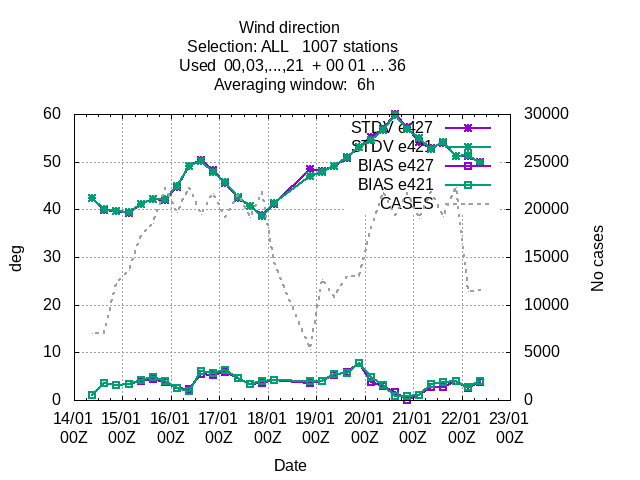 Wind direction
Selection: ALL   1007 stations
Used  00,03,...,21  + 00 01 ... 36
Averaging window:  6h
60 30000
STDV e427
STDV e421
50 25000
BIAS e427
BIAS e421
40 20000
CASES
30 15000
deg
No cases
20 10000
10 5000
0 0
14/01 15/01 16/01 17/01 18/01 19/01 20/01 21/01 22/01 23/01
00Z 00Z 00Z 00Z 00Z 00Z 00Z 00Z 00Z 00Z
Date